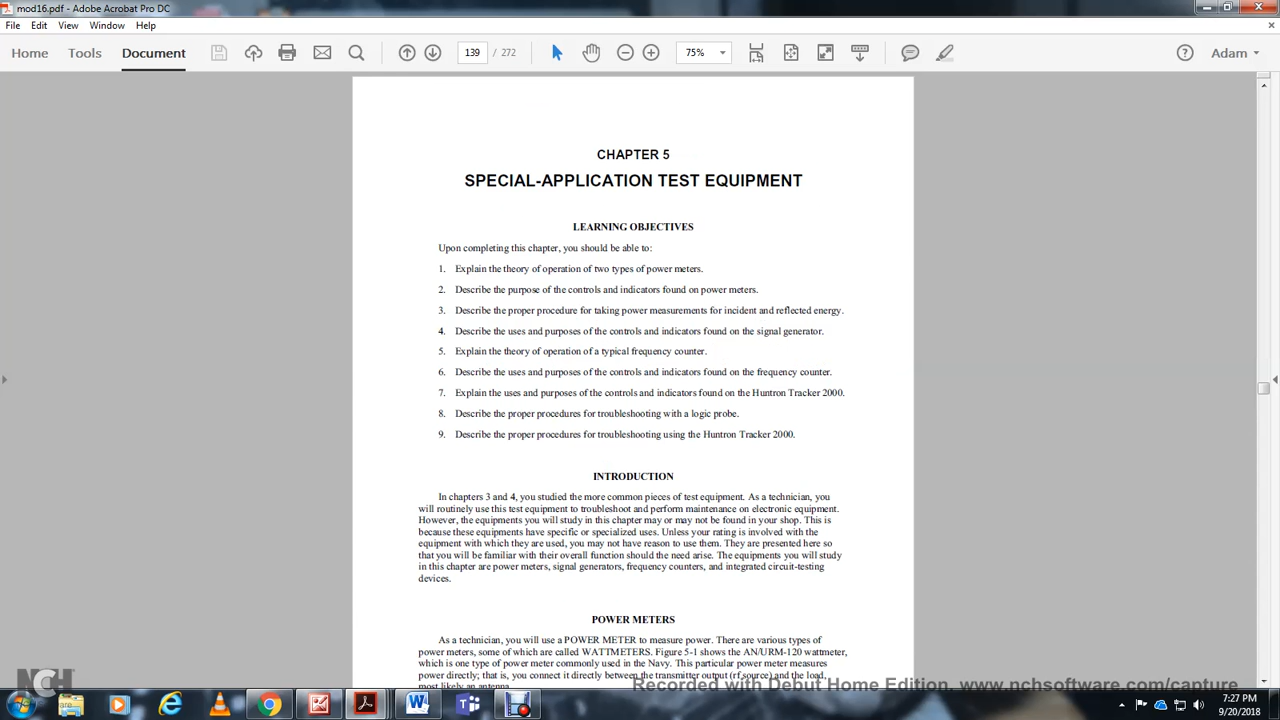 mod16.pdf - Adobe Acrobat Pro DC
File Edit View Window Help
Home Tools Document 139 / 272 75% Adam
CHAPTER 5
SPECIAL-APPLICATION TEST EQUIPMENT
LEARNING OBJECTIVES
Upon completing this chapter, you should be able to:
1. Explain the theory of operation of two types of power meters.
2. Describe the purpose of the controls and indicators found on power meters.
3. Describe the proper procedure for taking power measurements for incident and reflected energy.
4. Describe the uses and purposes of the controls and indicators found on the signal generator.
5. Explain the theory of operation of a typical frequency counter.
6. Describe the uses and purposes of the controls and indicators found on the frequency counter.
7. Explain the uses and purposes of the controls and indicators found on the Huntron Tracker 2000.
8. Describe the proper procedures for troubleshooting with a logic probe.
9. Describe the proper procedures for troubleshooting using the Huntron Tracker 2000.
INTRODUCTION
In chapters 3 and 4, you studied the more common pieces of test equipment. As a technician, you
will routinely use this test equipment to troubleshoot and perform maintenance on electronic equipment.
However, the equipments you will study in this chapter may or may not be found in your shop. This is
because these equipments have specific or specialized uses. Unless your rating is involved with the
equipment with which they are used, you may not have reason to use them. They are presented here so
that you will be familiar with their overall function should the need arise. The equipments you will study
in this chapter are power meters, signal generators, frequency counters, and integrated circuit-testing
devices.
POWER METERS
As a technician, you will use a POWER METER to measure power. There are various types of
power meters, some of which are called WATTMETERS. Figure 5-1 shows the AN/URM-120 wattmeter,
which is one type of power meter commonly used in the Navy. This particular power meter measures
power directly; that is, you connect it directly between the transmitter output (rf source) and the load,
most likely an antenna.
NCH
Recorded with Debut Home Edition. www.nchsoftware.com/capture
7:27 PM
9/20/2018